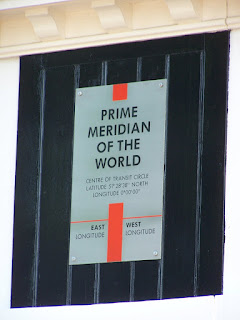 PRIME
MERIDIAN
OF THE
WORLD
CENTRE OF TRANSIT CIRCLE
LATITUDE 51°28'38" NORTH
LONGITUDE 0°00'00"
EAST WEST
LONGITUDE LONGITUDE